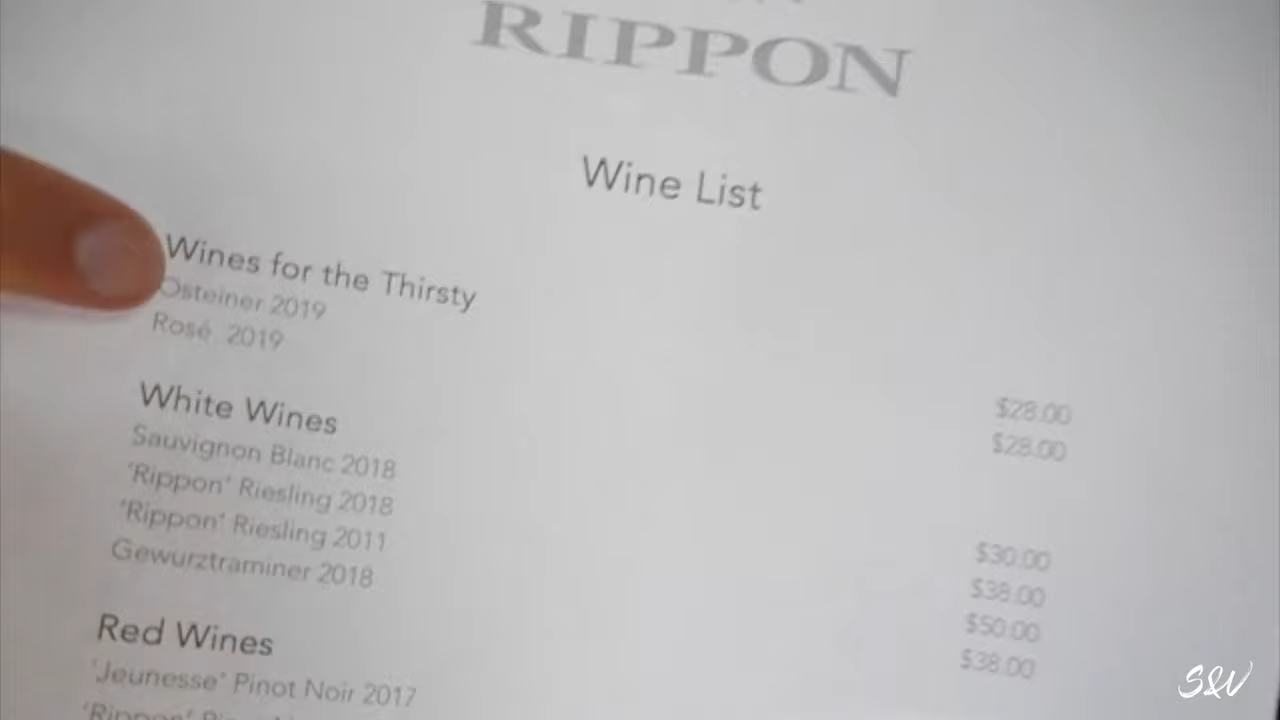 RIPPON
Wine List
Wines for the Thirsty
Osteiner 2019 $28.00
Rosé 2019 $28.00
White Wines
Sauvignon Blanc 2018 $30.00
'Rippon' Riesling 2018 $38.00
'Rippon' Riesling 2011 $50.00
Gewurztraminer 2018 $38.00
Red Wines
'Jeunesse' Pinot Noir 2017
'Rippon'
S&V